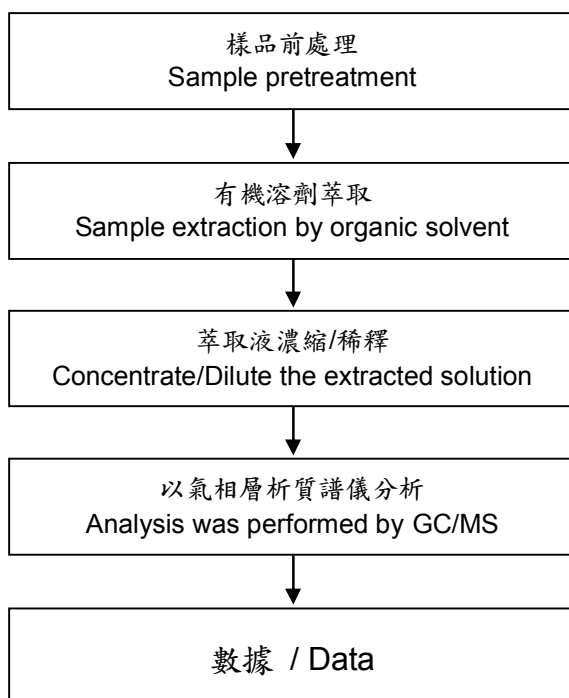 樣品前處理
Sample pretreatment
有機溶劑萃取
Sample extraction by organic solvent
萃取液濃縮/稀釋
Concentrate/Dilute the extracted solution
以氣相層析質譜儀分析
Analysis was performed by GC/MS
數據 / Data